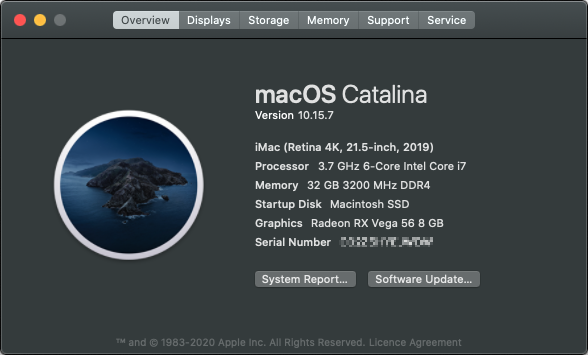 Overview Displays Storage Memory Support Service
macOS Catalina
Version 10.15.7
iMac (Retina 4K, 21.5-inch, 2019)
Processor 3.7 GHz 6-Core Intel Core i7
Memory 32 GB 3200 MHz DDR4
Startup Disk Macintosh SSD
Graphics Radeon RX Vega 56 8 GB
Serial Number
System Report... Software Update...
™ and © 1983-2020 Apple Inc. All Rights Reserved. Licence Agreement